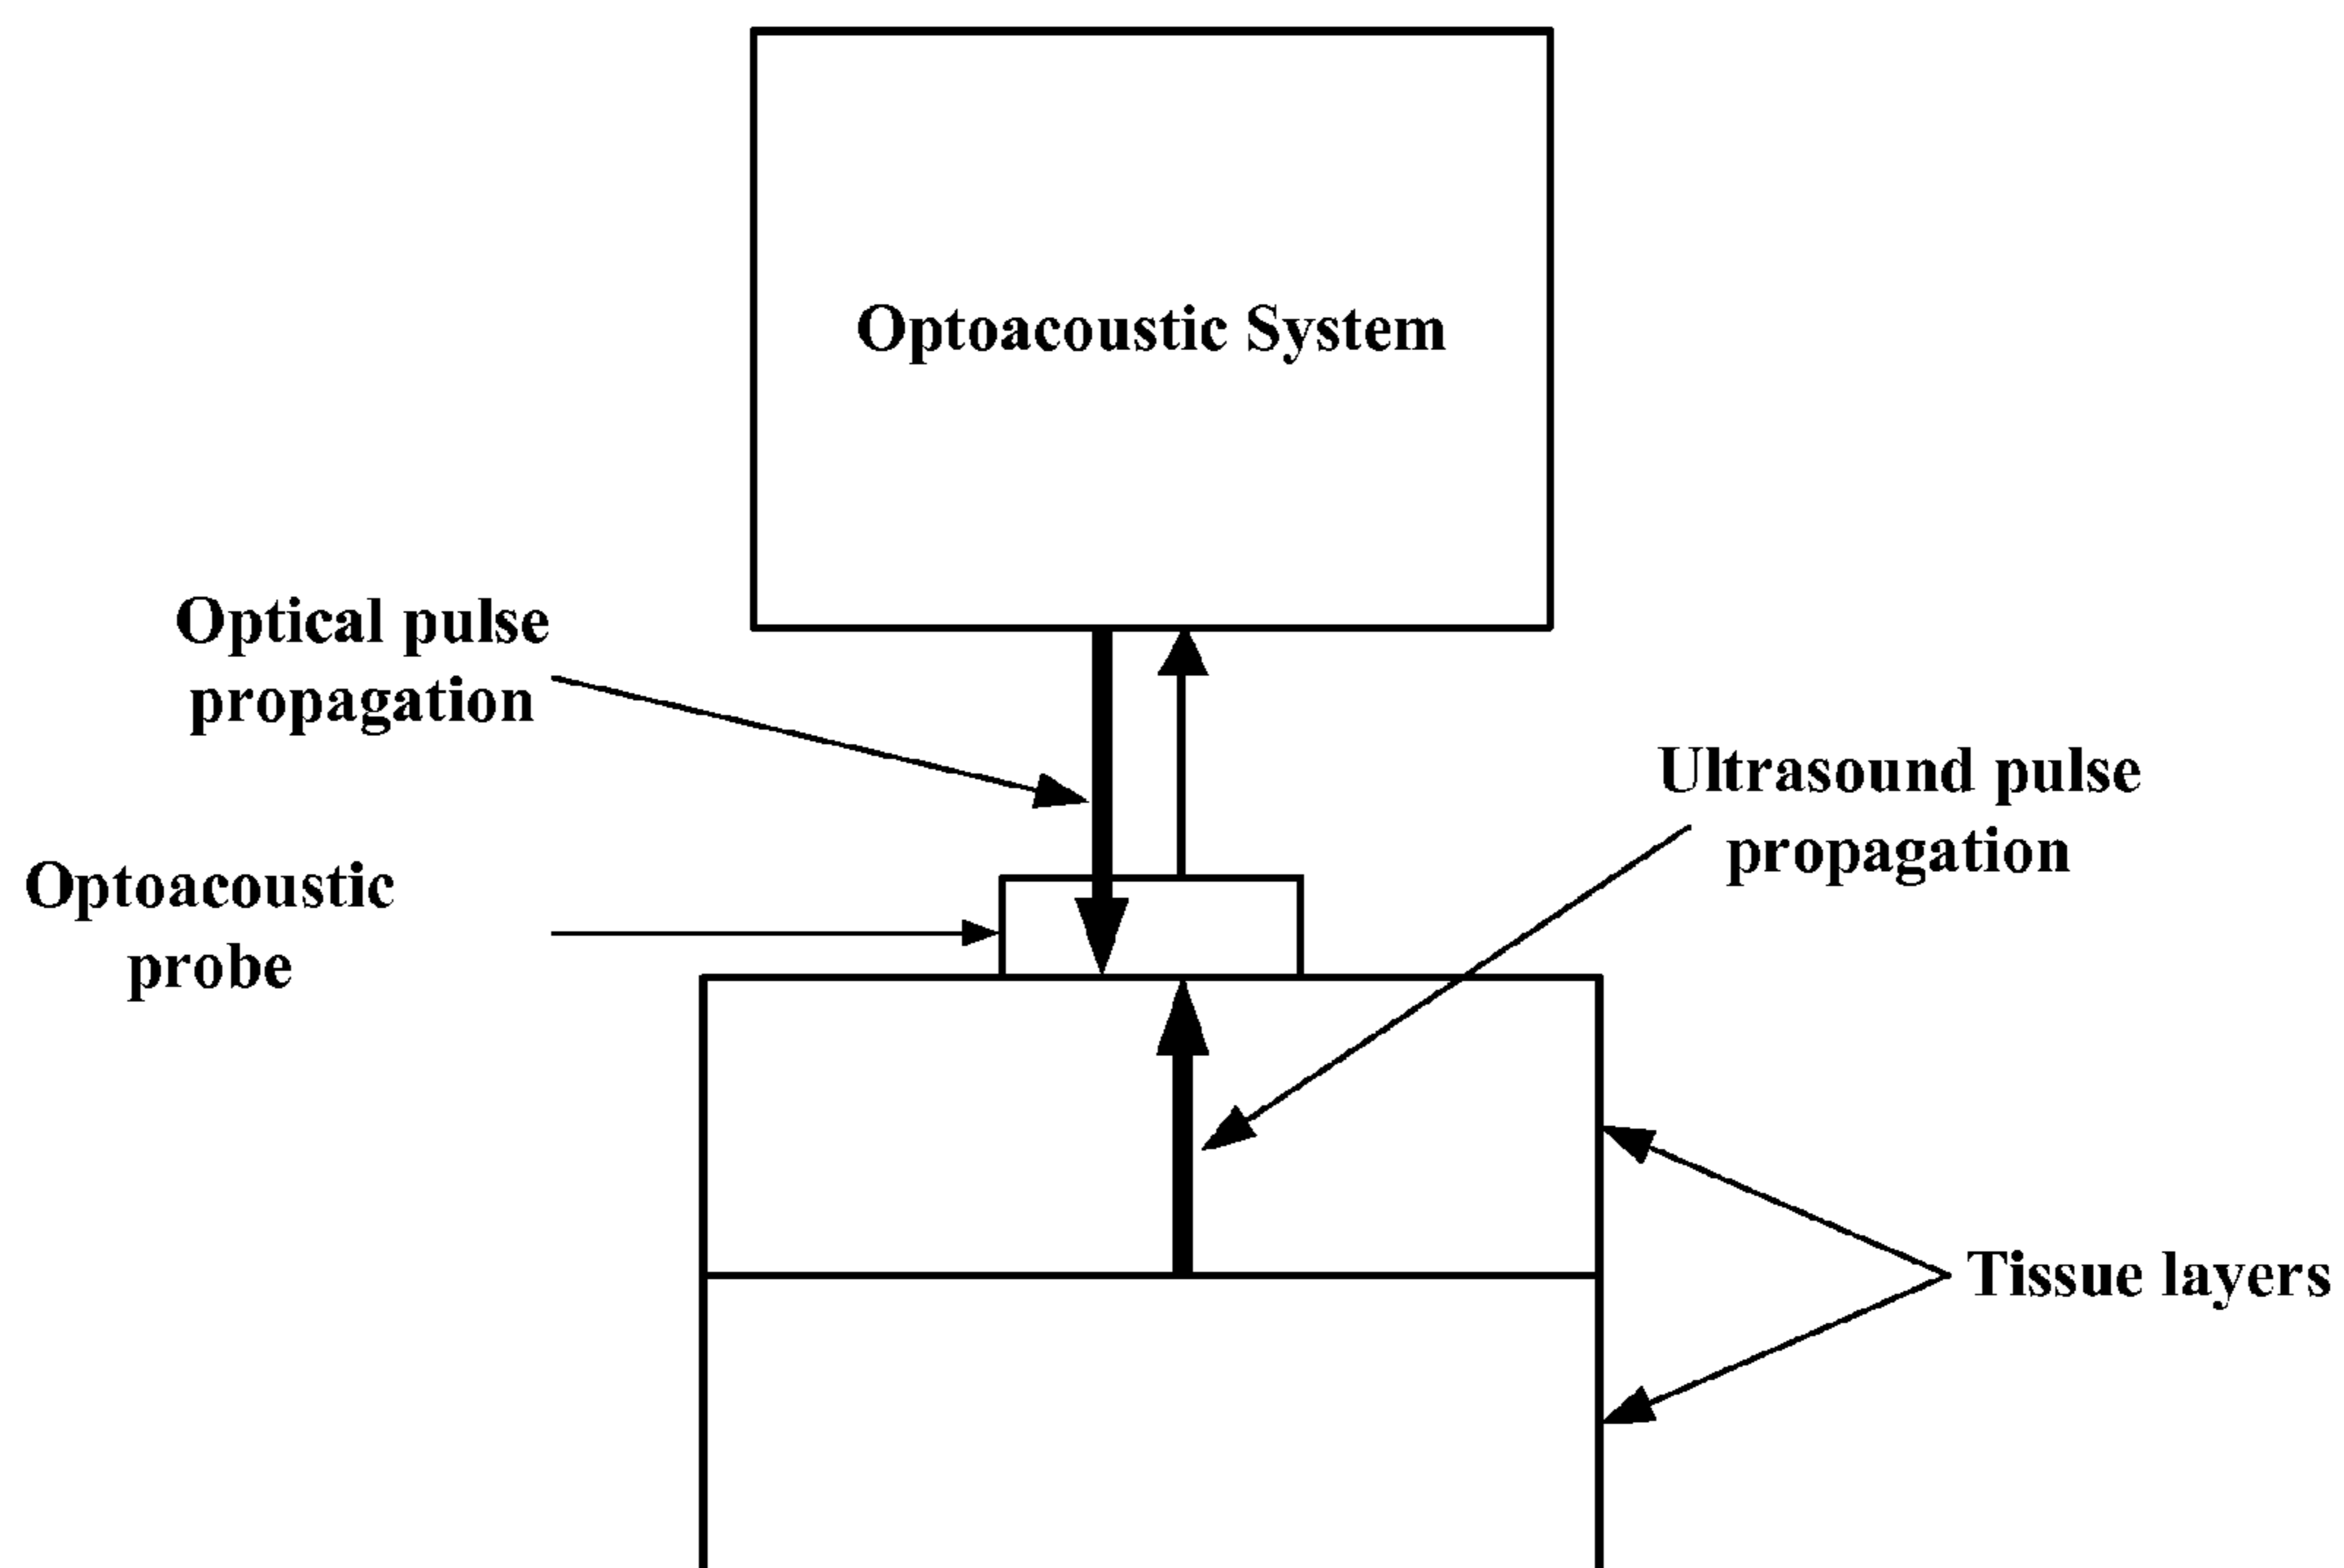 Optoacoustic System
Optical pulse
propagation
Ultrasound pulse
propagation
Optoacoustic
probe
Tissue layers